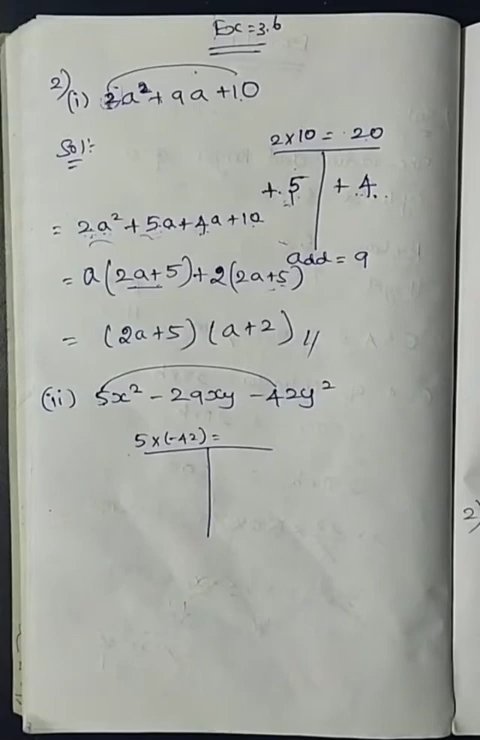 Ex = 3.6
2) (i) 2a² + 9a + 10
Sol:-
2 × 10 = 20
+5 | +4
= 2a² + 5a + 4a + 10
add = 9
= a(2a+5) + 2(2a+5)
= (2a+5) (a+2) //
(ii) 5x² - 29xy - 42y²
5 × (-42) =
2)